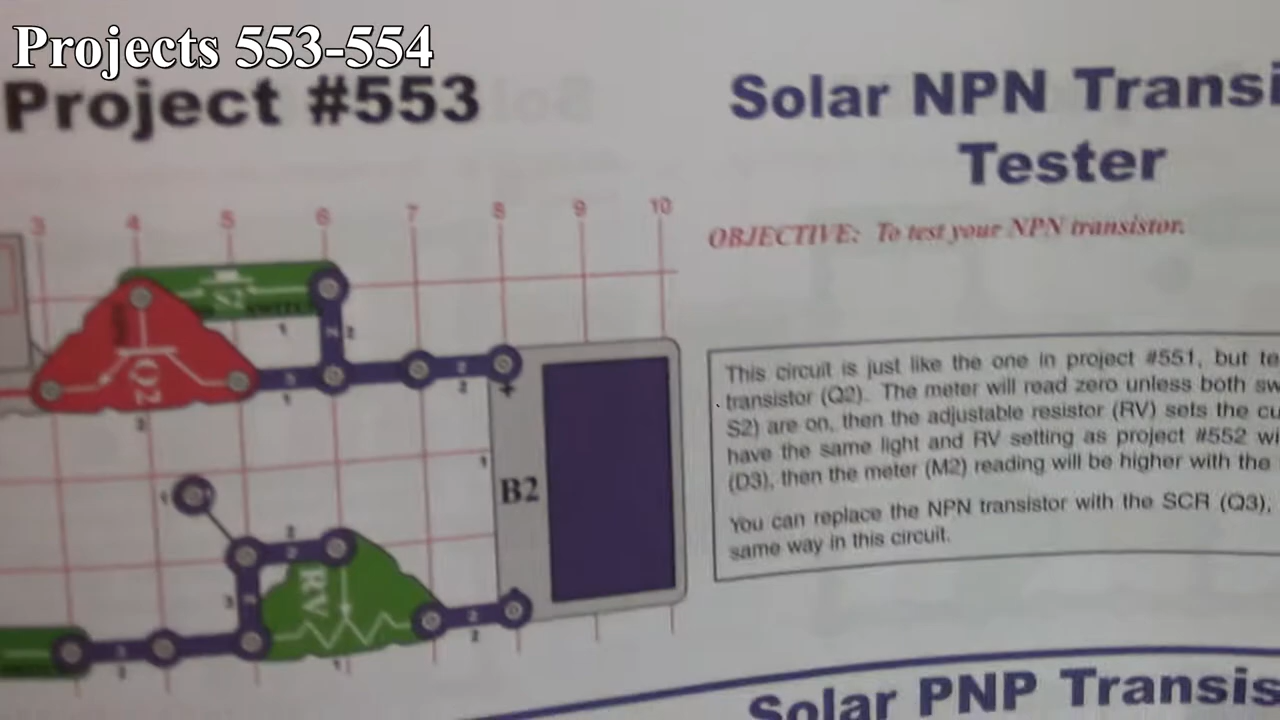 Projects 553-554
Project #553
Solar NPN Transi
Tester
OBJECTIVE: To test your NPN transistor.
3 4 5 6 7 8 9 10
Q2
B2
RV
This circuit is just like the one in project #551, but te
transistor (Q2). The meter will read zero unless both sw
S2) are on, then the adjustable resistor (RV) sets the cu
have the same light and RV setting as project #552 wi
(D3), then the meter (M2) reading will be higher with the
You can replace the NPN transistor with the SCR (Q3),
same way in this circuit.
Solar PNP Transis